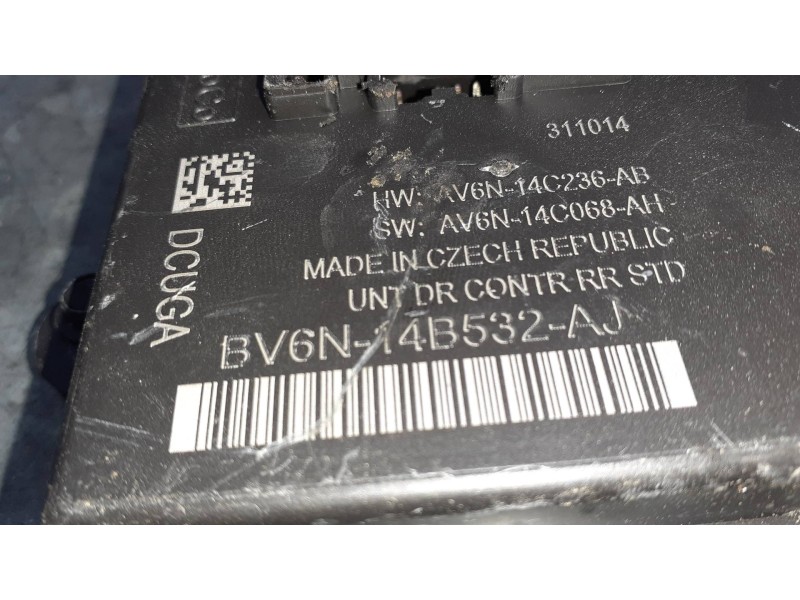 311014
HW: AV6N-14C236-AB
SW: AV6N-14C068-AH
MADE IN CZECH REPUBLIC
UNT DR CONTR RR STD
DCUGA
BV6N-14B532-AJ